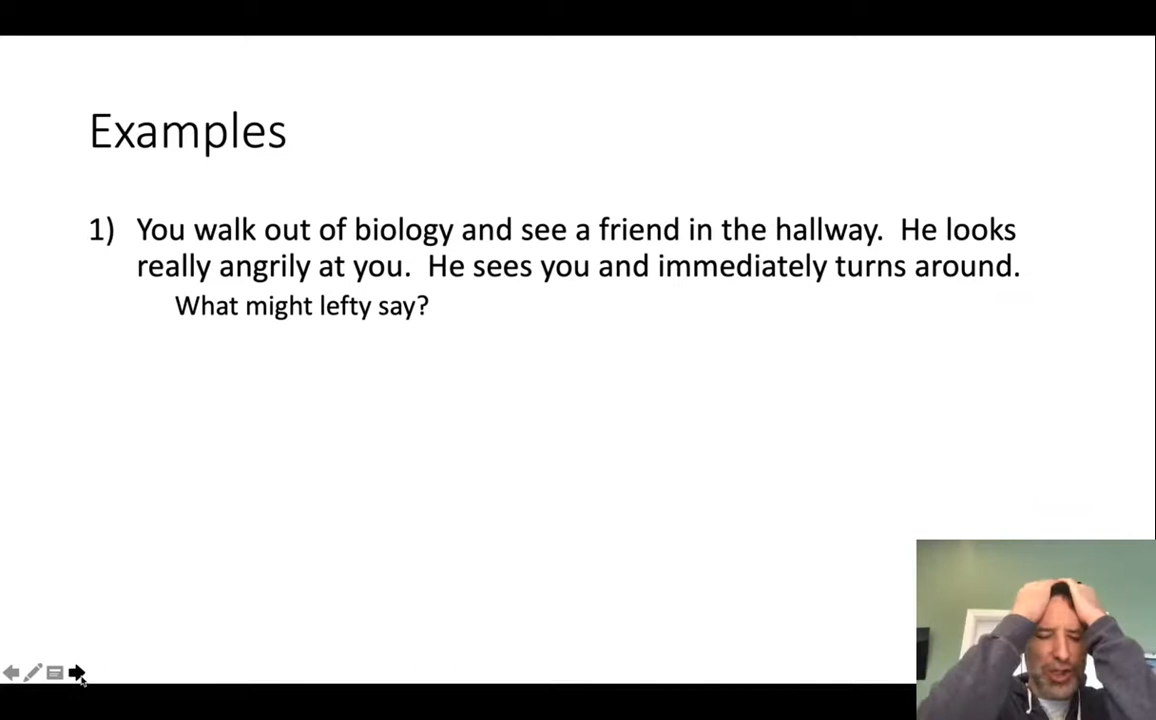 Examples
1) You walk out of biology and see a friend in the hallway. He looks
really angrily at you. He sees you and immediately turns around.
What might lefty say?